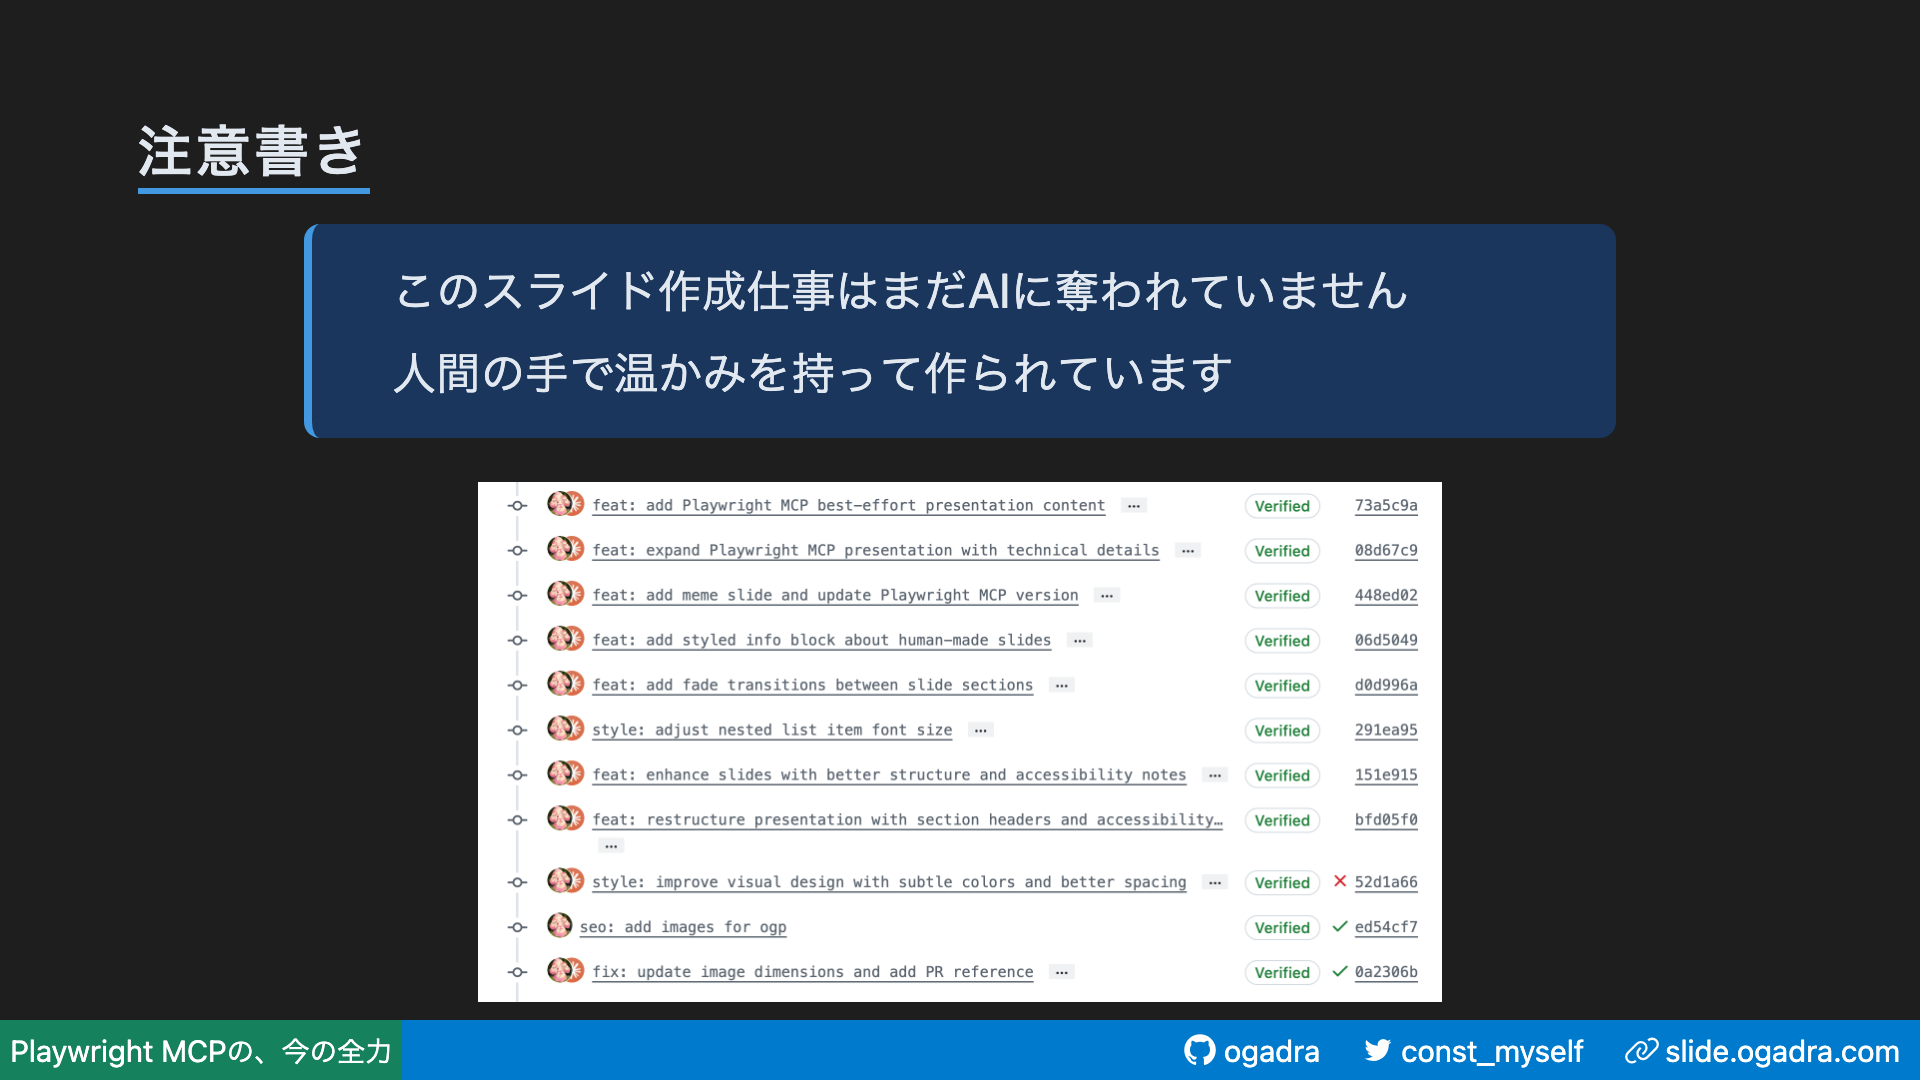 注意書き
このスライド作成仕事はまだAIに奪われていません
人間の手で温かみを持って作られています
feat: add Playwright MCP best-effort presentation content ... Verified 73a5c9a
feat: expand Playwright MCP presentation with technical details ... Verified 08d67c9
feat: add meme slide and update Playwright MCP version ... Verified 448ed02
feat: add styled info block about human-made slides ... Verified 06d5049
feat: add fade transitions between slide sections ... Verified d0d996a
style: adjust nested list item font size ... Verified 291ea95
feat: enhance slides with better structure and accessibility notes ... Verified 151e915
feat: restructure presentation with section headers and accessibility… Verified bfd05f0
...
style: improve visual design with subtle colors and better spacing ... Verified 52d1a66
seo: add images for ogp Verified ed54cf7
fix: update image dimensions and add PR reference ... Verified 0a2306b
Playwright MCPの、今の全力 ogadra const_myself slide.ogadra.com